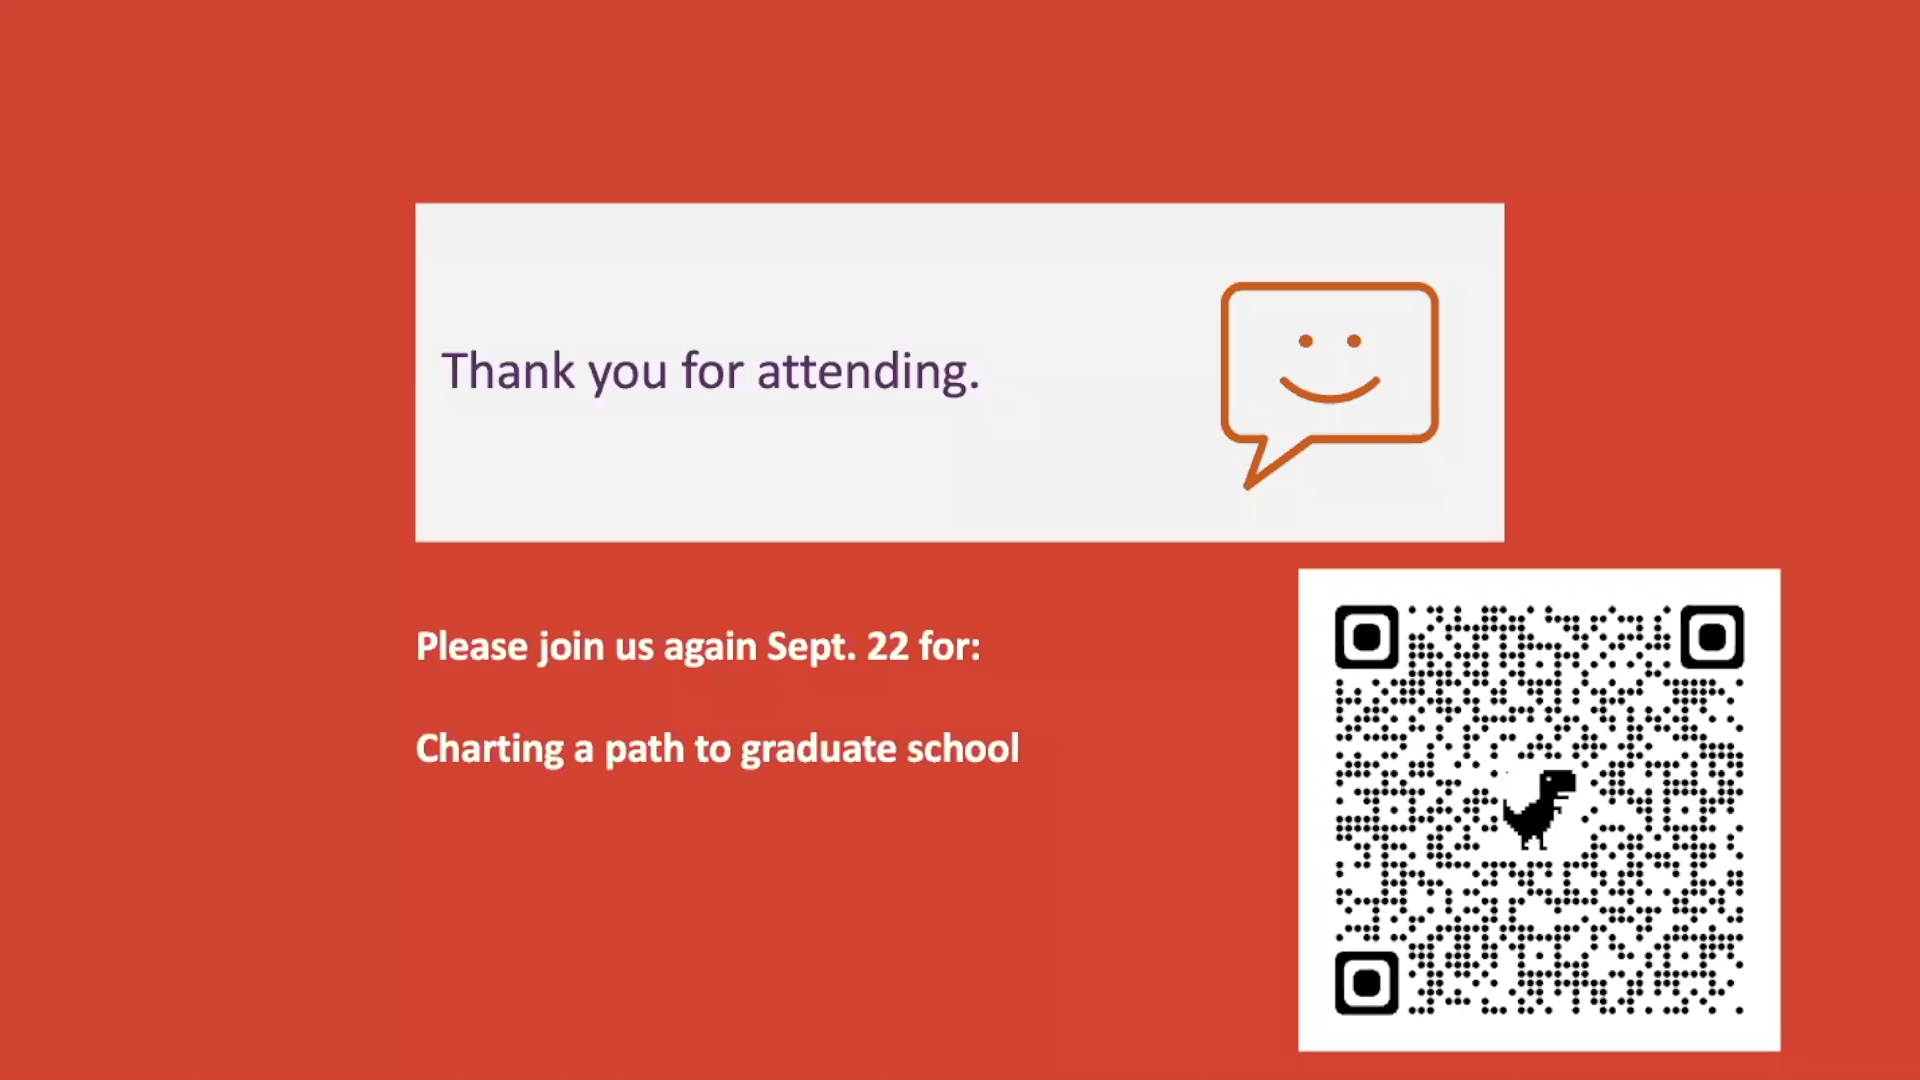 Thank you for attending.
Please join us again Sept. 22 for:
Charting a path to graduate school